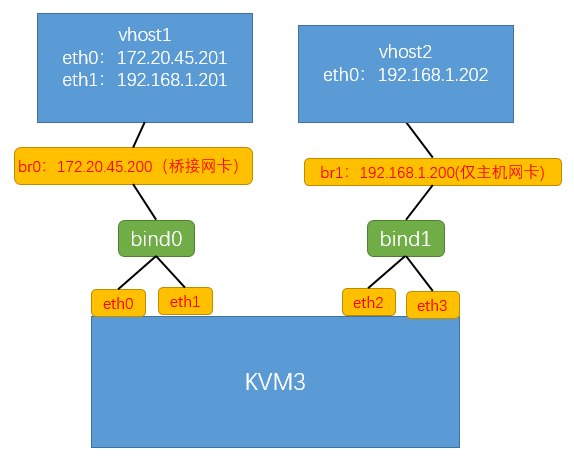 vhost1
eth0：172.20.45.201
eth1：192.168.1.201
vhost2
eth0：192.168.1.202
br0：172.20.45.200（桥接网卡）
br1：192.168.1.200(仅主机网卡)
bind0
bind1
eth0
eth1
eth2
eth3
KVM3